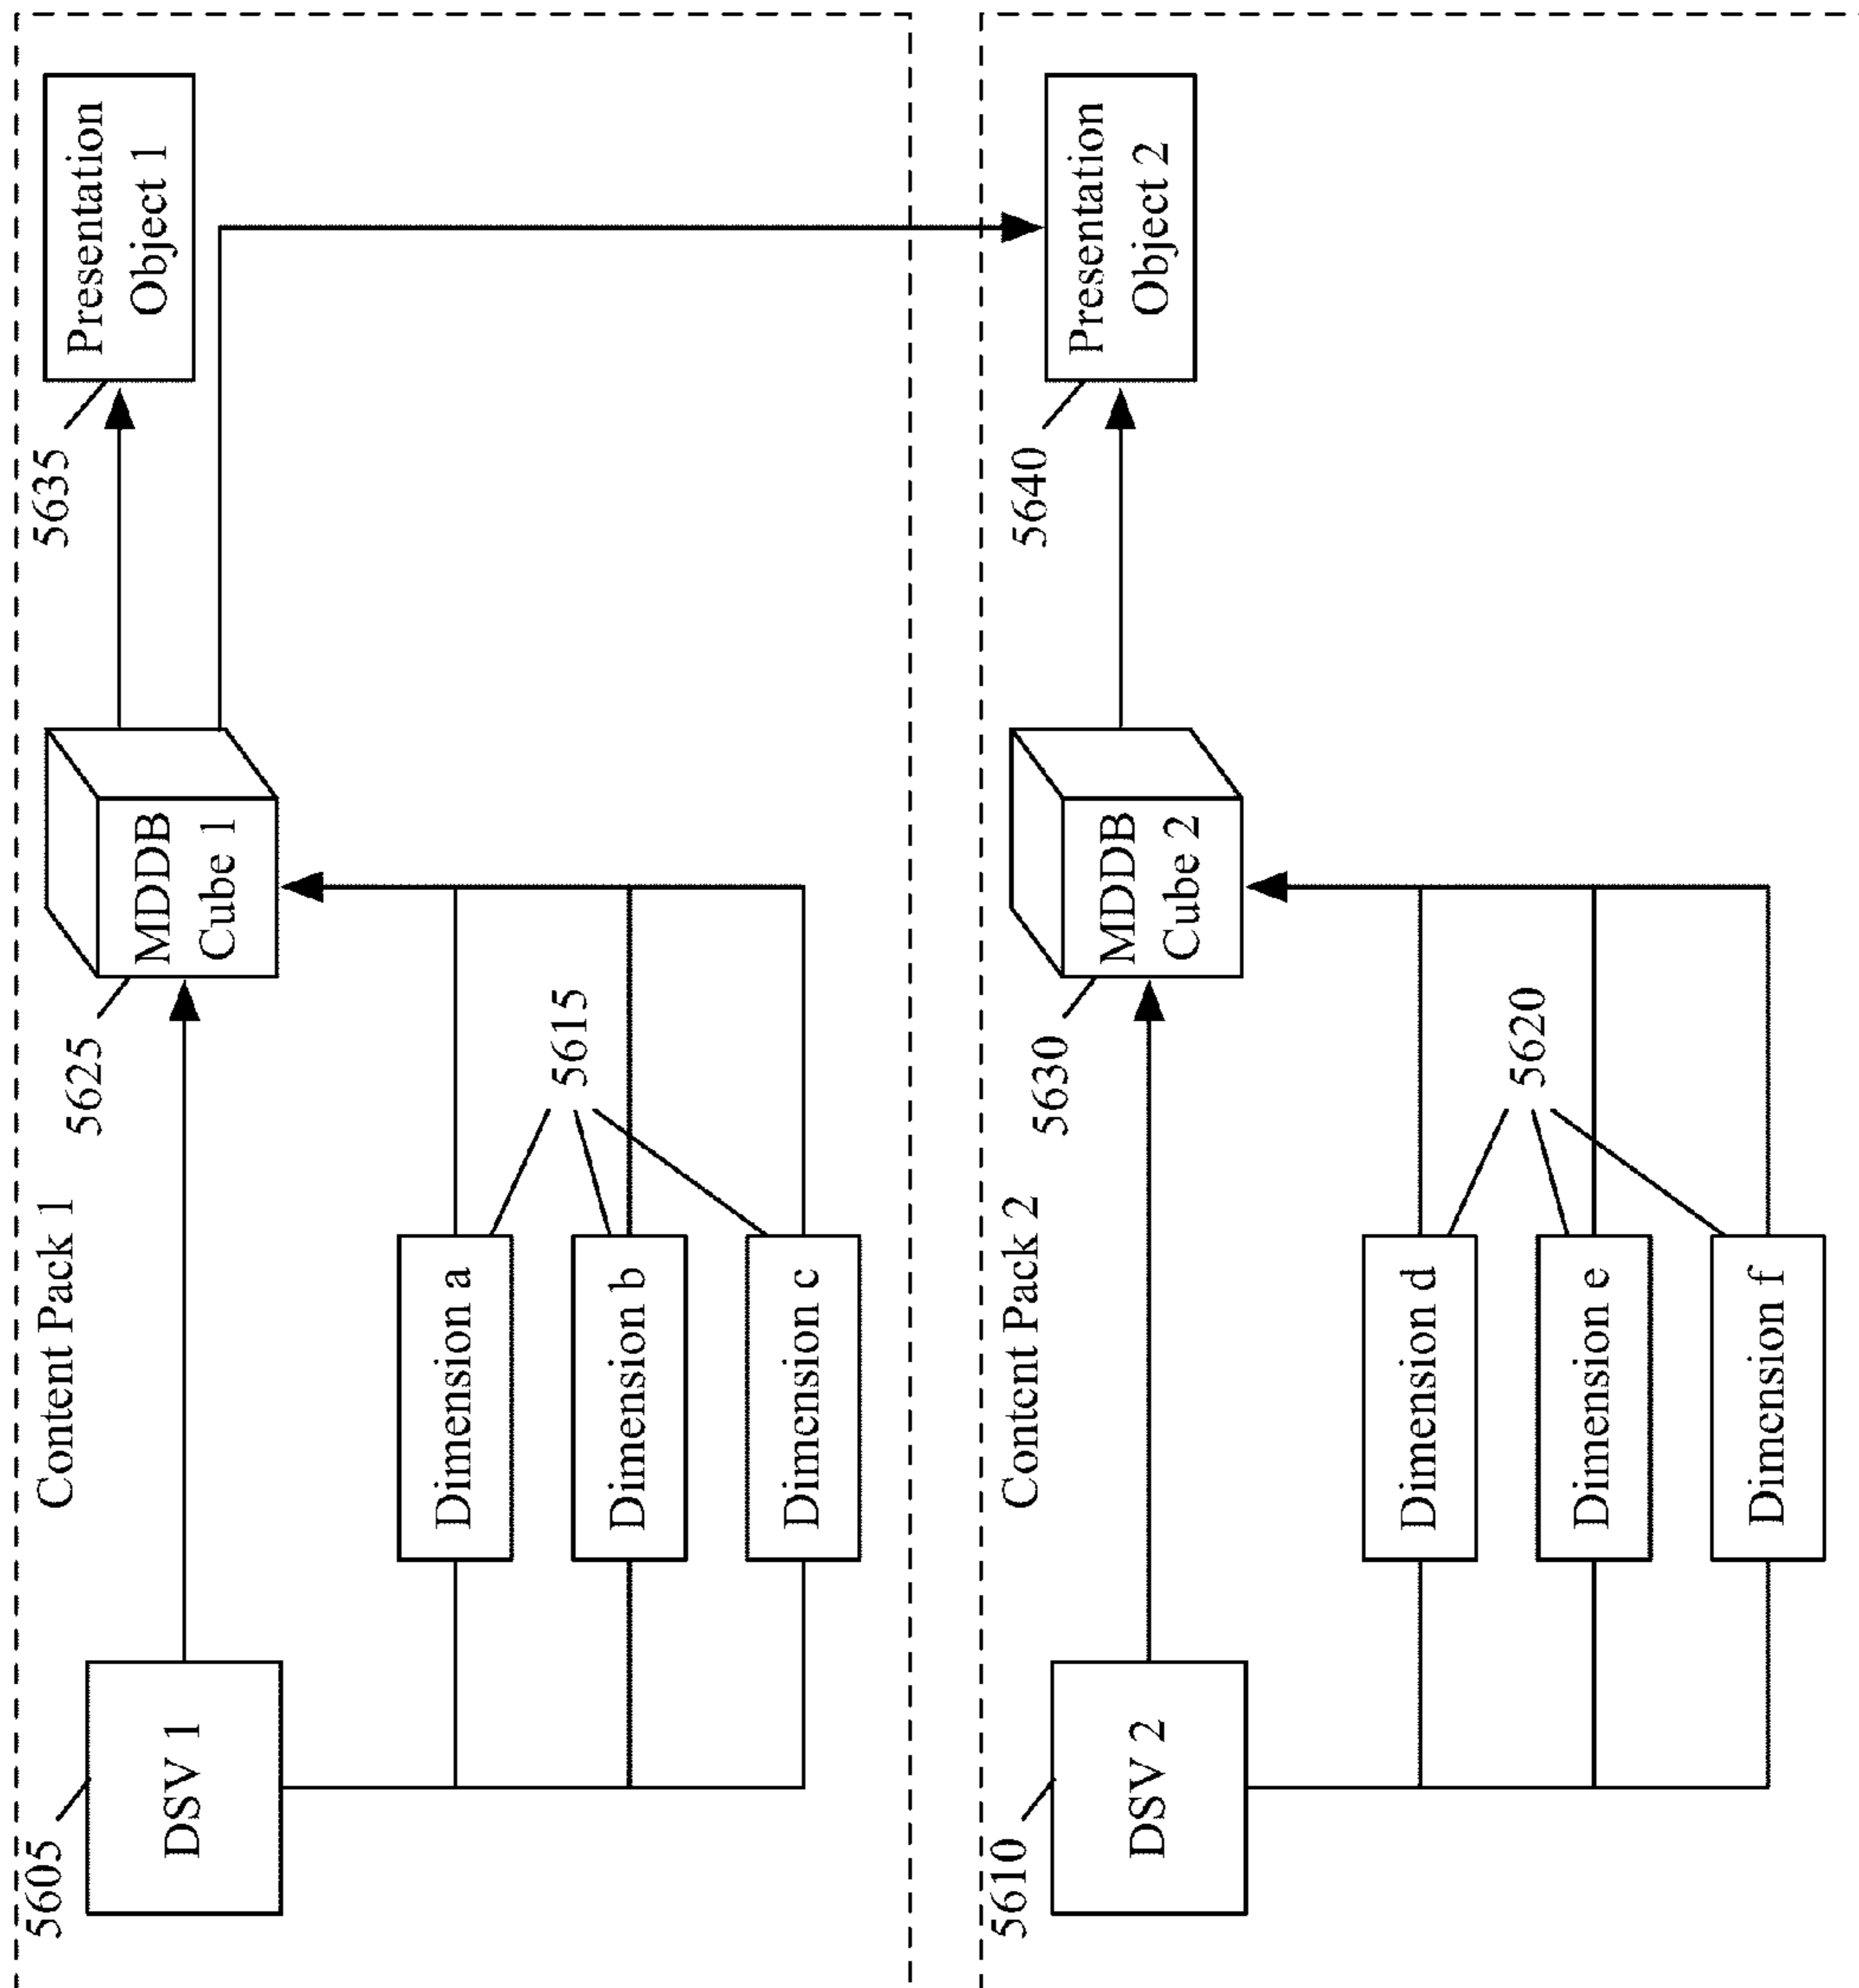 Content Pack 1
5605
DSV 1
5625
MDDB
Cube 1
5635
Presentation
Object 1
Dimension a
Dimension b
Dimension c
5615
Content Pack 2
5610
DSV 2
5630
MDDB
Cube 2
5640
Presentation
Object 2
Dimension d
Dimension e
Dimension f
5620